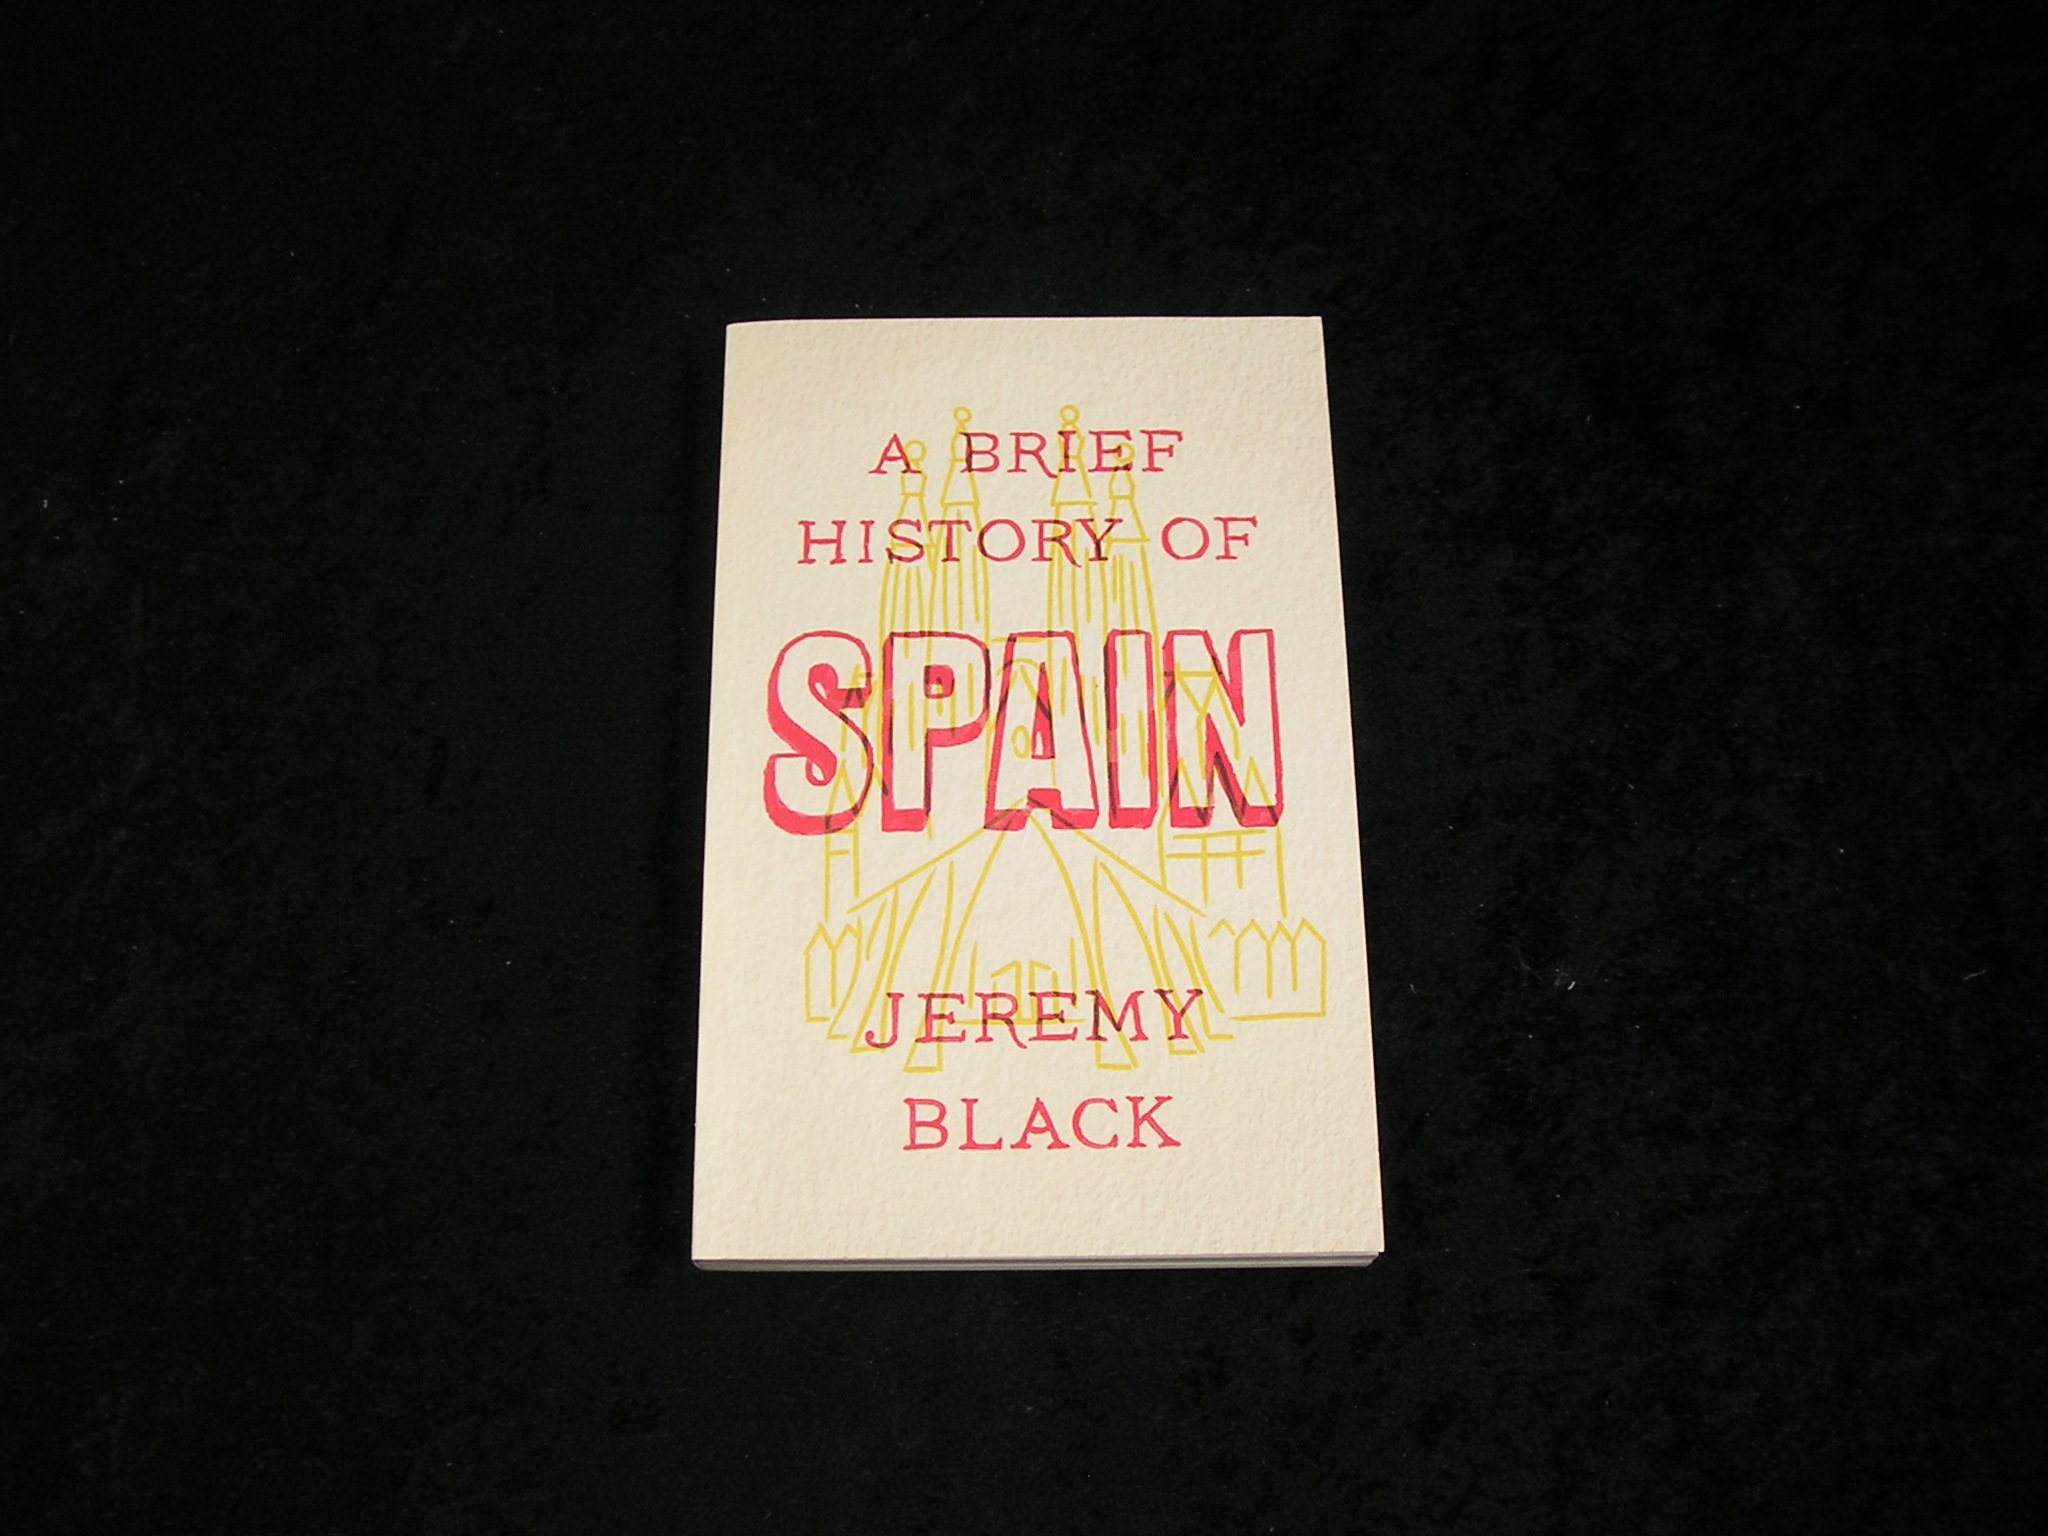 A BRIEF
HISTORY OF
SPAIN
JEREMY
BLACK